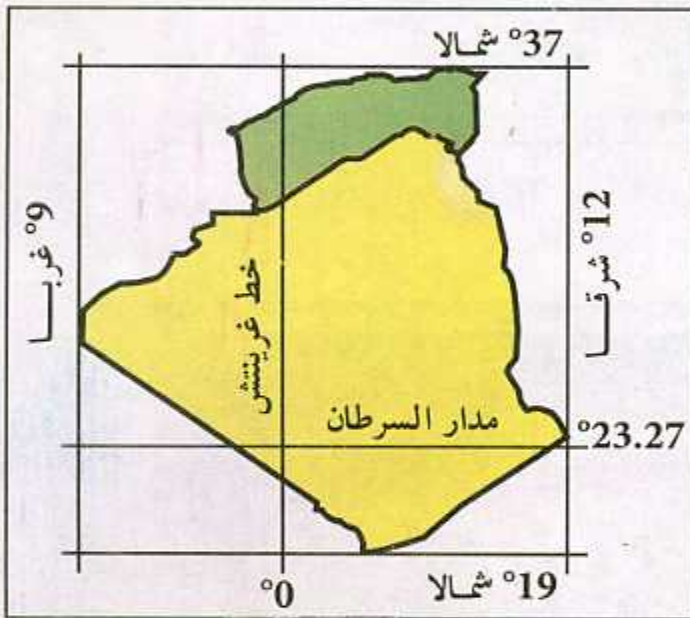 °37 شمالا
°9 غربا
°12 شرقا
خط غرينتش
مدار السرطان
°23.27
°19 شمالا
°0